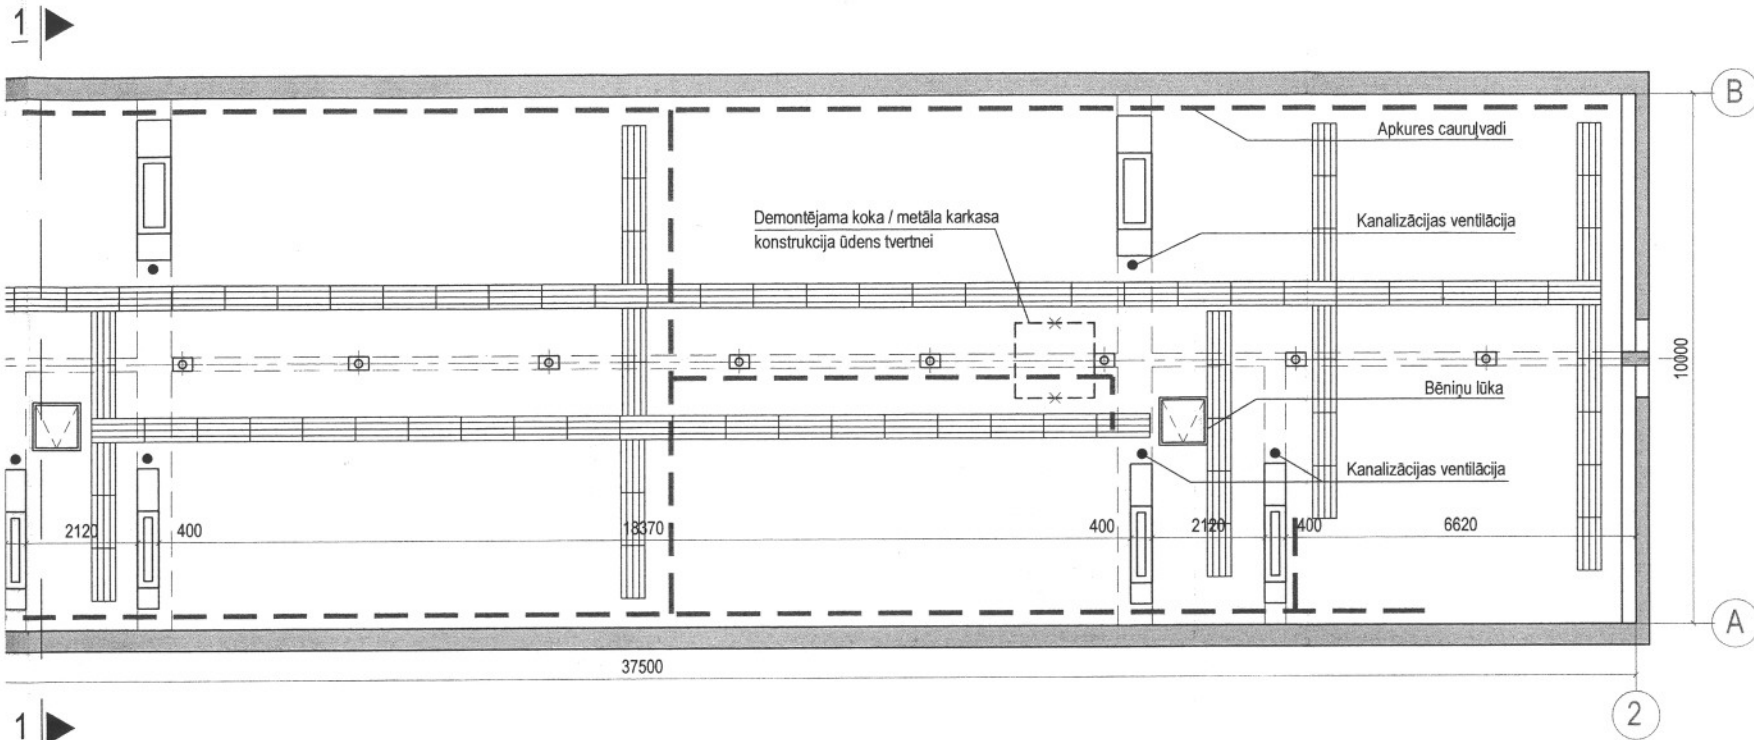 1
B
Apkures cauruļvadi
Demontējama koka / metāla karkasa
konstrukcija ūdens tvertnei
Kanalizācijas ventilācija
10000
Bēniņu lūka
Kanalizācijas ventilācija
2120
400
18370
400
2120
400
6620
A
37500
1
2